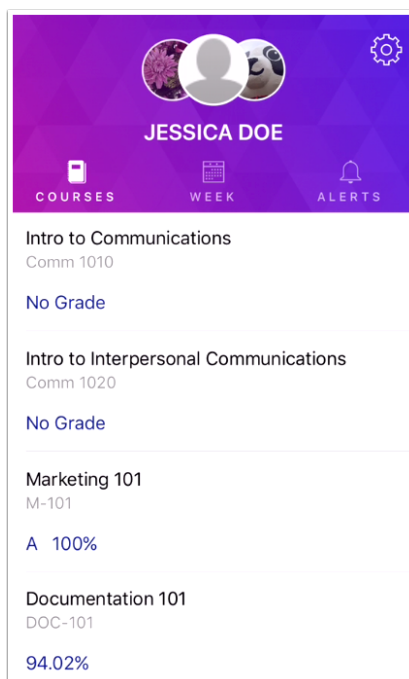 JESSICA DOE
COURSES WEEK ALERTS
Intro to Communications
Comm 1010
No Grade
Intro to Interpersonal Communications
Comm 1020
No Grade
Marketing 101
M-101
A 100%
Documentation 101
DOC-101
94.02%